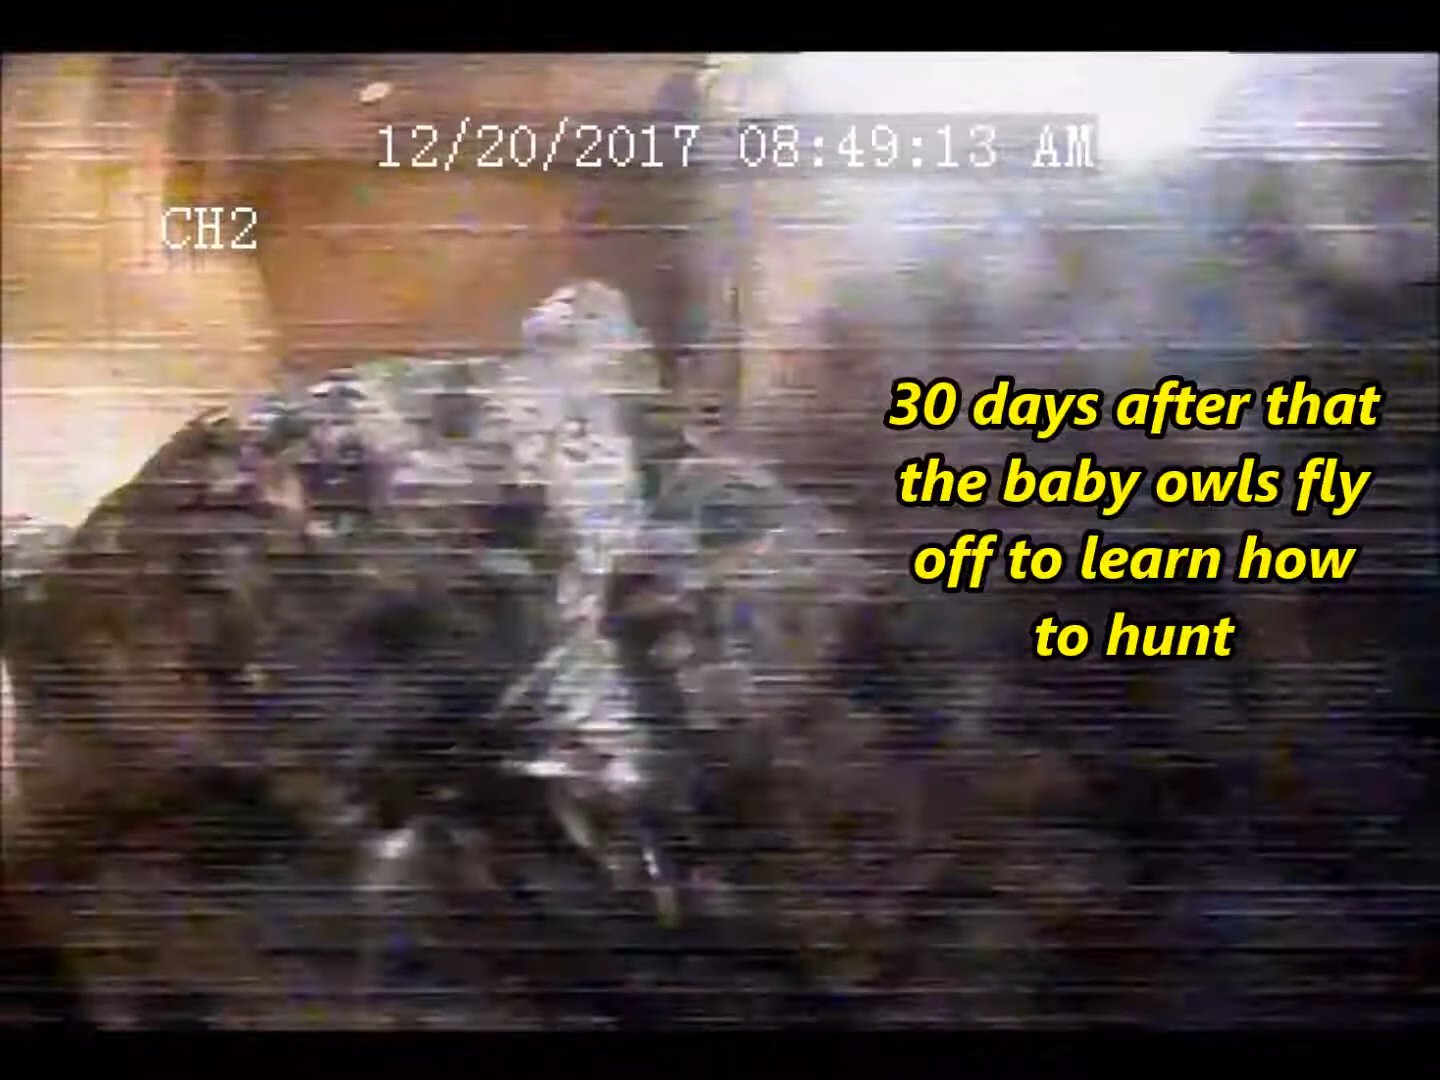 12/20/2017 08:49:13 AM
CH2
30 days after that
the baby owls fly
off to learn how
to hunt